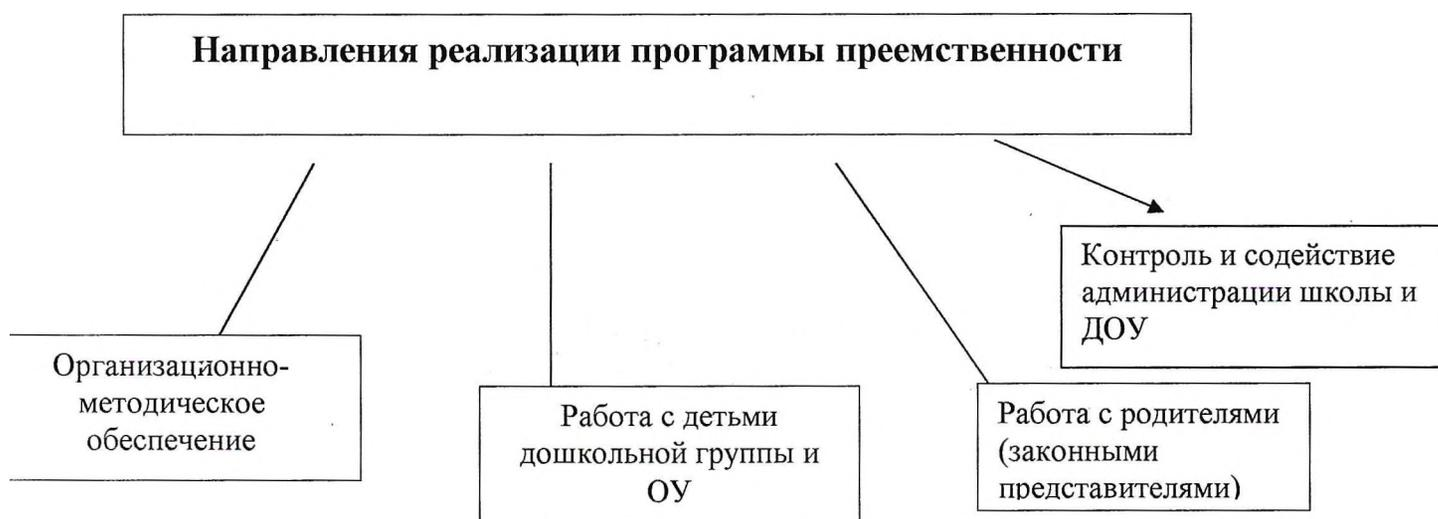 Направления реализации программы преемственности
Контроль и содействие
администрации школы и
ДОУ
Организационно-
методическое
обеспечение
Работа с детьми
дошкольной группы и
ОУ
Работа с родителями
(законными
представителями)